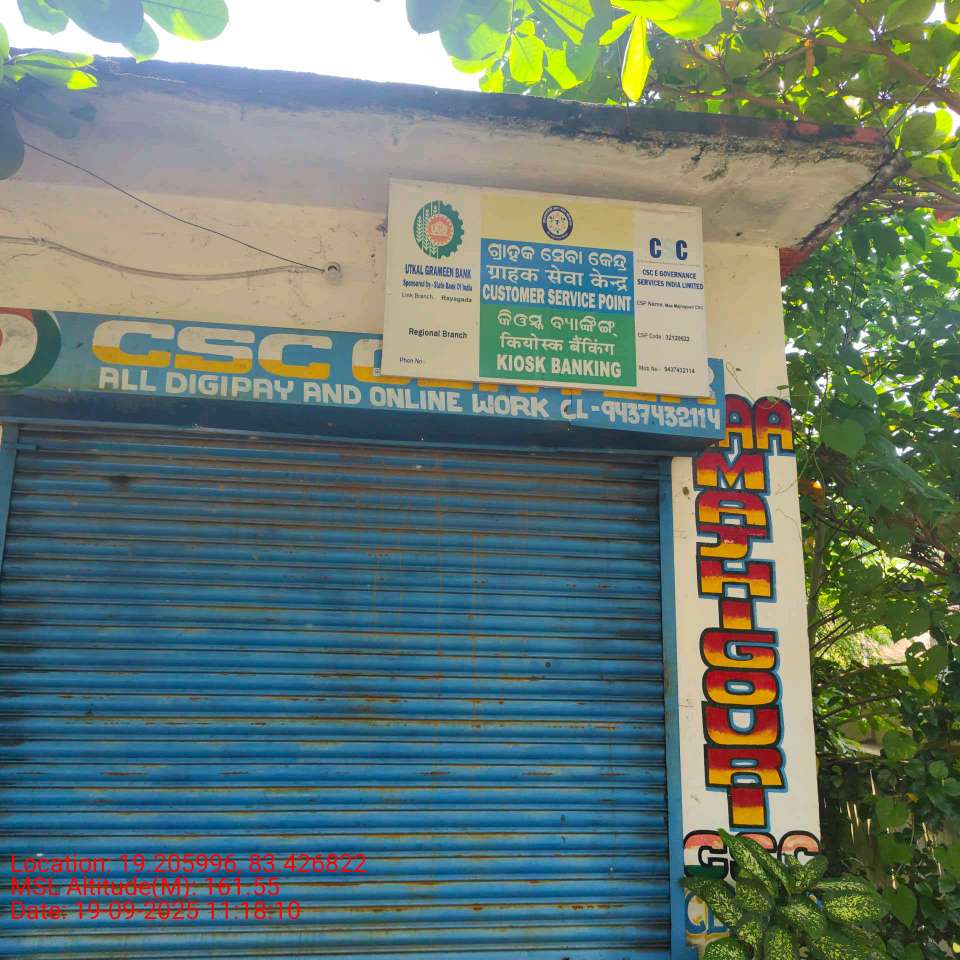 UTKAL GRAMEEN BANK
Sponsored by - State Bank Of India
Link Branch. Rayagada
Regional Branch
Phon No -
ଗ୍ରାହକ ସେବା କେନ୍ଦ୍ର
ग्राहक सेवा केन्द्र
CUSTOMER SERVICE POINT
କିଓସ୍କ ବ୍ୟାଙ୍କିଙ୍ଗ୍
कियोस्क बैंकिंग
KIOSK BANKING
CSC
CSC E GOVERNANCE
SERVICES INDIA LIMITED
CSP Name. Maa Majhigouri CSC
CSP Code. 32120622
Mob No - 9437432114
CSC
ALL DIGIPAY AND ONLINE WORK CL-9437432114
MAA
MAJHIGOURI
CSC
Location: 19.205996, 83.426822
MSL Altitude(M): 161.55
Date: 19-09-2025 11:18:10